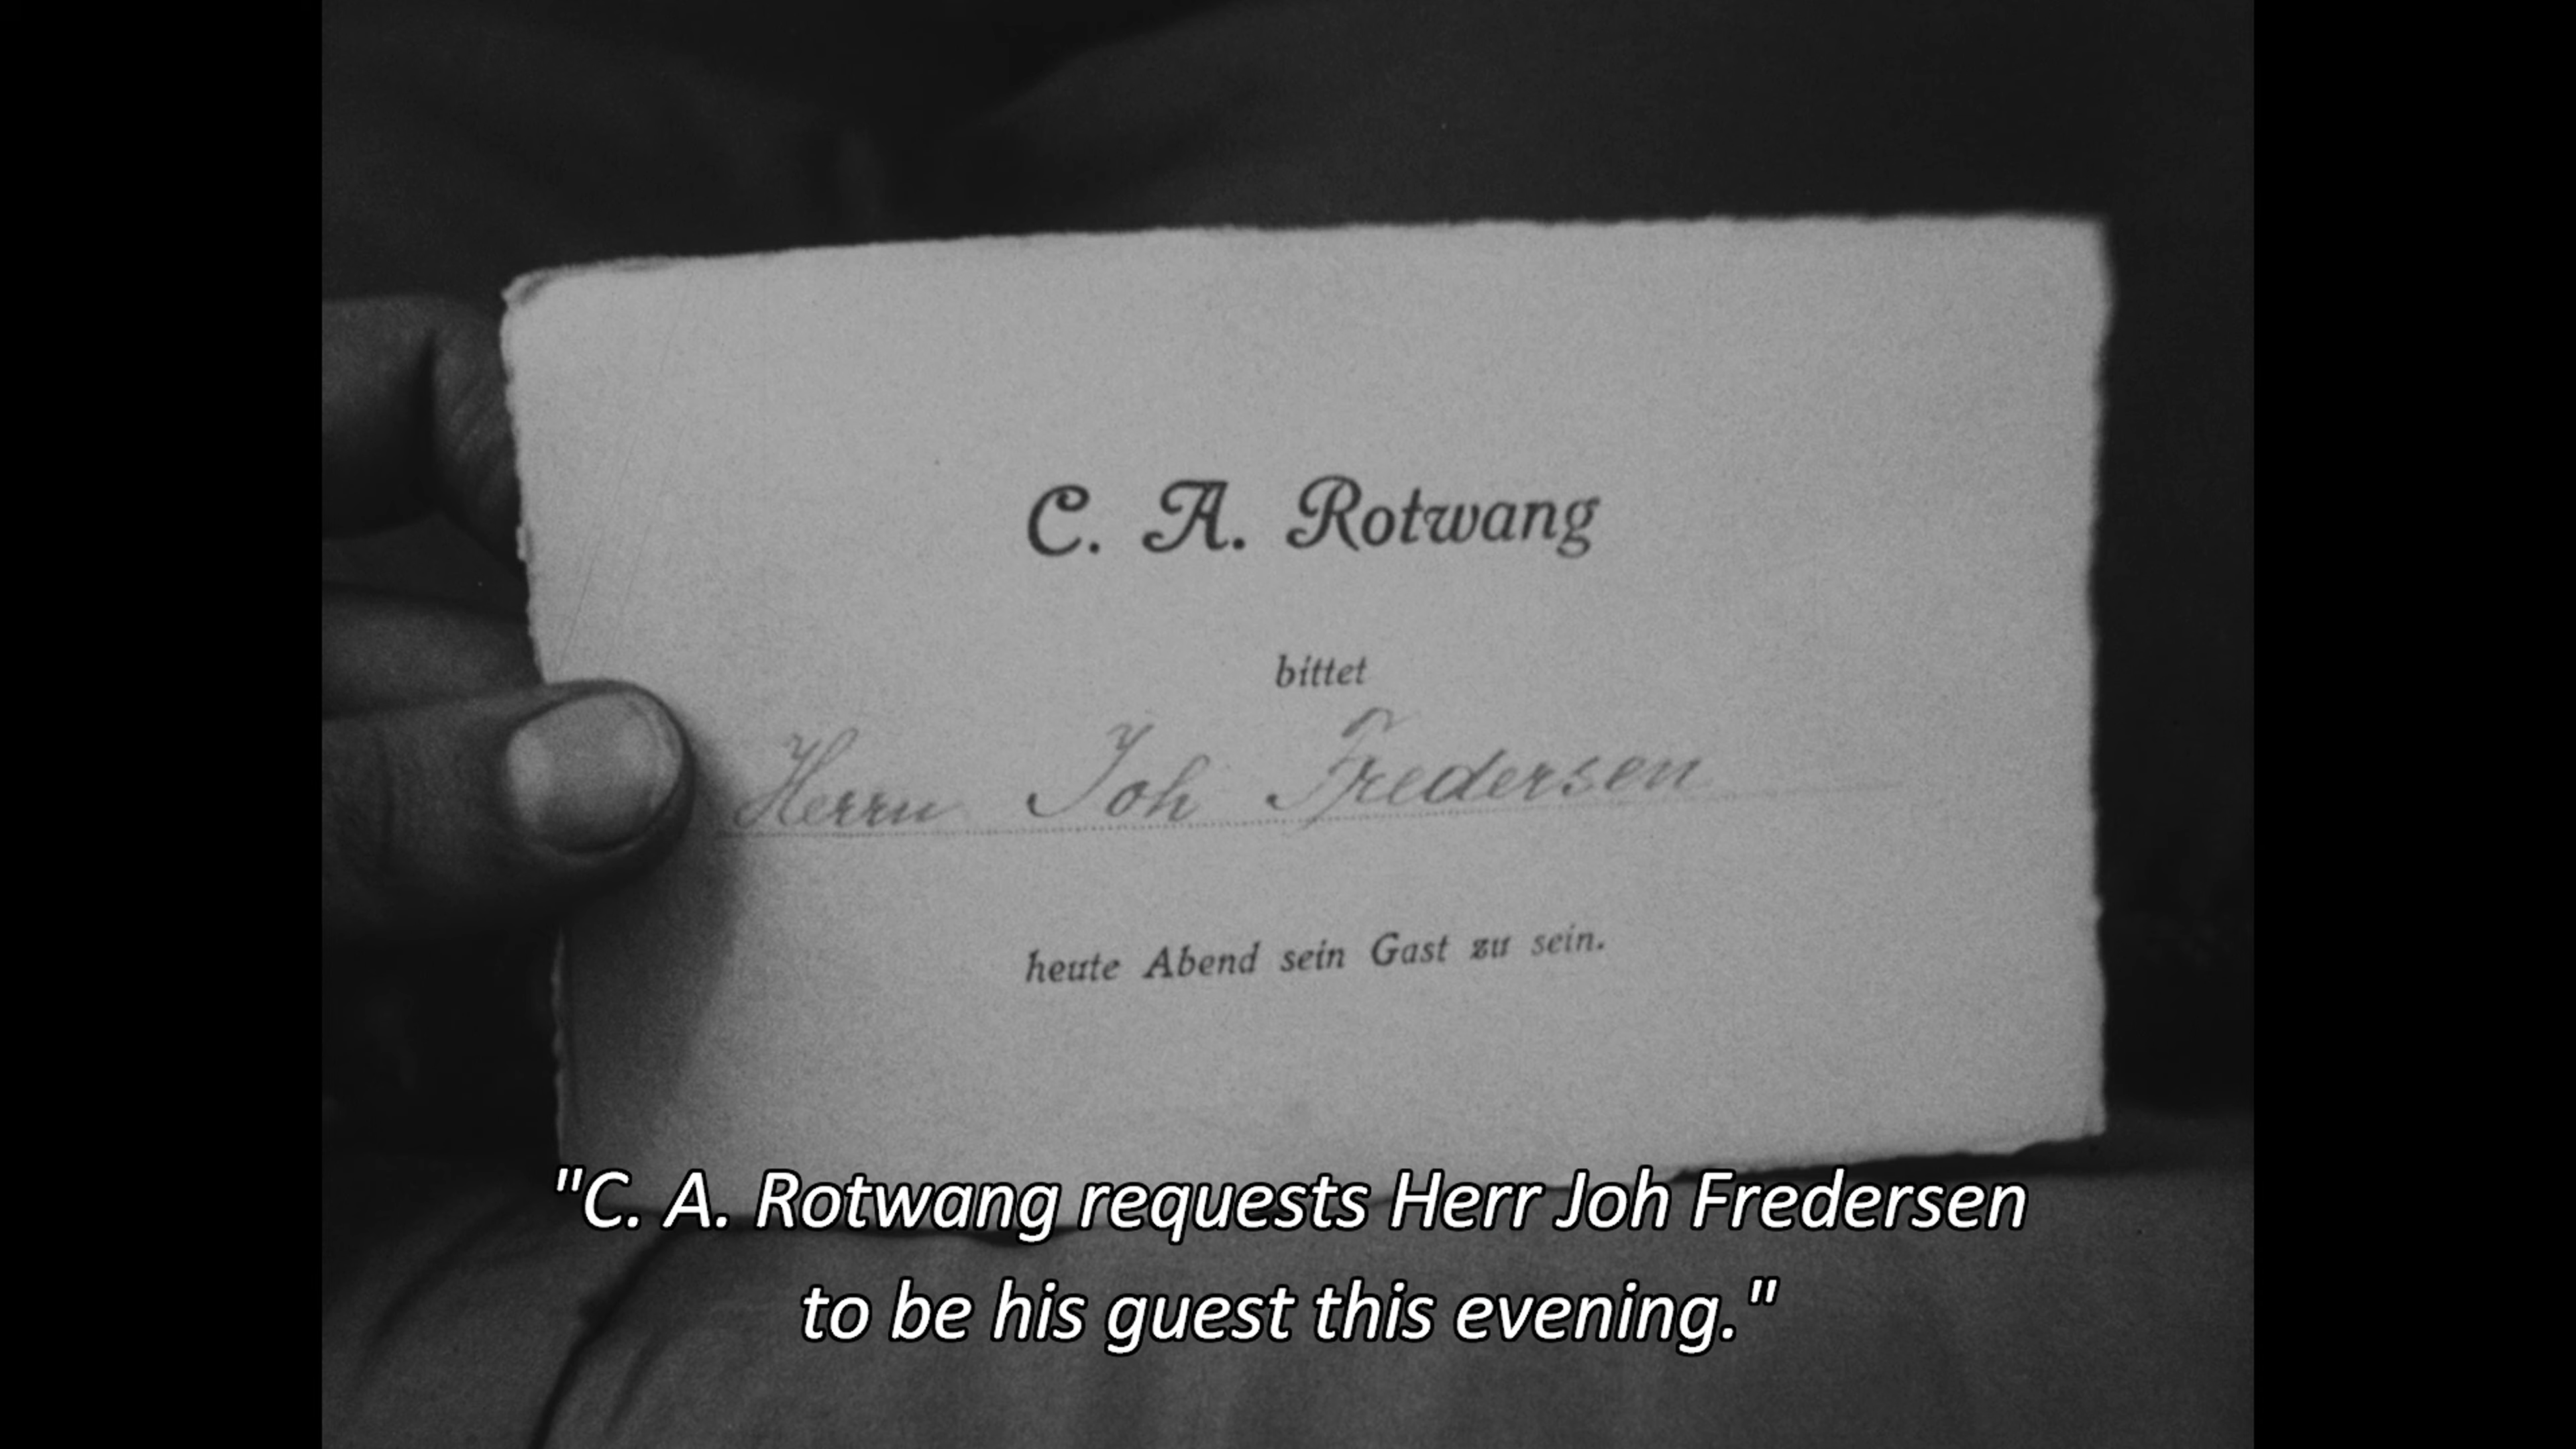 C. A. Rotwang
bittet
Herrn Joh Fredersen
heute Abend sein Gast zu sein.
"C. A. Rotwang requests Herr Joh Fredersen
to be his guest this evening."